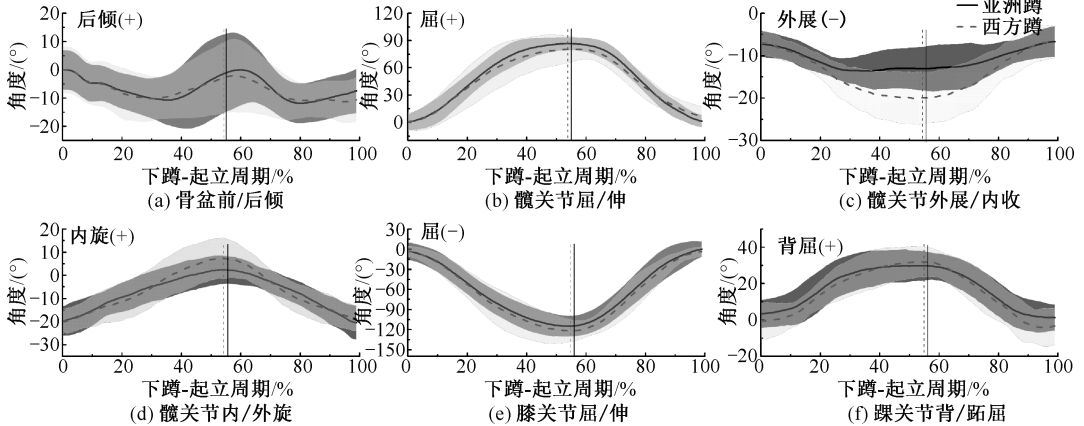 亚洲蹲
西方蹲
后倾(+)
角度/(°)
20
10
0
−10
−20
0 20 40 60 80 100
下蹲-起立周期/%
(a) 骨盆前/后倾
屈(+)
角度/(°)
120
90
60
30
0
0 20 40 60 80 100
下蹲-起立周期/%
(b) 髋关节屈/伸
外展(−)
角度/(°)
0
−10
−20
−30
0 20 40 60 80 100
下蹲-起立周期/%
(c) 髋关节外展/内收
内旋(+)
角度/(°)
20
10
0
−10
−20
−30
0 20 40 60 80 100
下蹲-起立周期/%
(d) 髋关节内/外旋
屈(−)
角度/(°)
30
0
−30
−60
−90
−120
−150
0 20 40 60 80 100
下蹲-起立周期/%
(e) 膝关节屈/伸
背屈(+)
角度/(°)
40
20
0
−20
0 20 40 60 80 100
下蹲-起立周期/%
(f) 踝关节背/跖屈